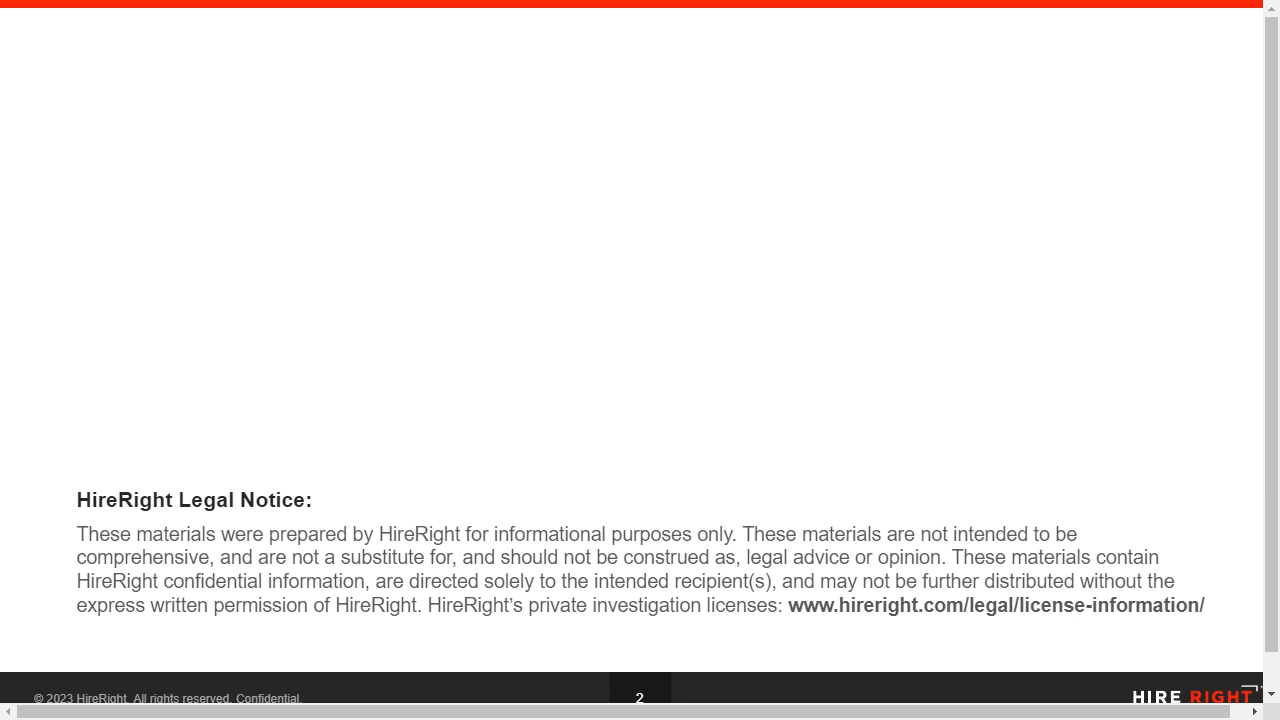 HireRight Legal Notice:
These materials were prepared by HireRight for informational purposes only. These materials are not intended to be
comprehensive, and are not a substitute for, and should not be construed as, legal advice or opinion. These materials contain
HireRight confidential information, are directed solely to the intended recipient(s), and may not be further distributed without the
express written permission of HireRight. HireRight’s private investigation licenses: www.hireright.com/legal/license-information/
© 2023 HireRight. All rights reserved. Confidential.
2
HIRE RIGHT